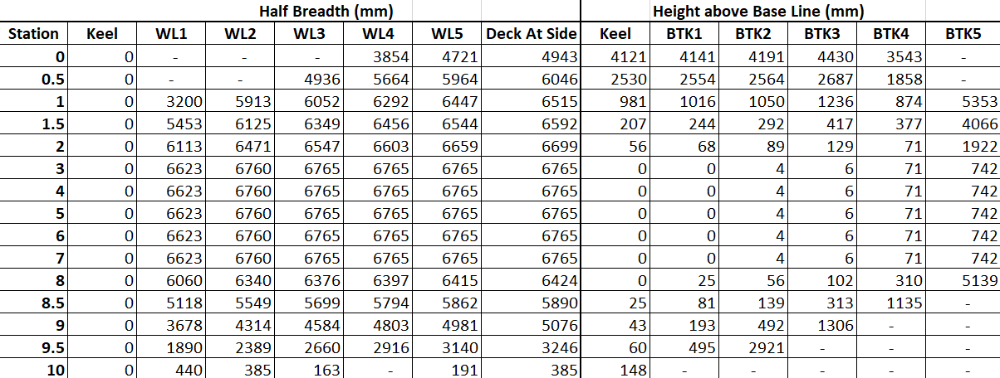 Half Breadth (mm) Height above Base Line (mm)
Station Keel WL1 WL2 WL3 WL4 WL5 Deck At Side Keel BTK1 BTK2 BTK3 BTK4 BTK5
0 0 - - - 3854 4721 4943 4121 4141 4191 4430 3543 -
0.5 0 - - 4936 5664 5964 6046 2530 2554 2564 2687 1858 -
1 0 3200 5913 6052 6292 6447 6515 981 1016 1050 1236 874 5353
1.5 0 5453 6125 6349 6456 6544 6592 207 244 292 417 377 4066
2 0 6113 6471 6547 6603 6659 6699 56 68 89 129 71 1922
3 0 6623 6760 6765 6765 6765 6765 0 0 4 6 71 742
4 0 6623 6760 6765 6765 6765 6765 0 0 4 6 71 742
5 0 6623 6760 6765 6765 6765 6765 0 0 4 6 71 742
6 0 6623 6760 6765 6765 6765 6765 0 0 4 6 71 742
7 0 6623 6760 6765 6765 6765 6765 0 0 4 6 71 742
8 0 6060 6340 6376 6397 6415 6424 0 25 56 102 310 5139
8.5 0 5118 5549 5699 5794 5862 5890 25 81 139 313 1135 -
9 0 3678 4314 4584 4803 4981 5076 43 193 492 1306 - -
9.5 0 1890 2389 2660 2916 3140 3246 60 495 2921 - - -
10 0 440 385 163 - 191 385 148 - - - - -